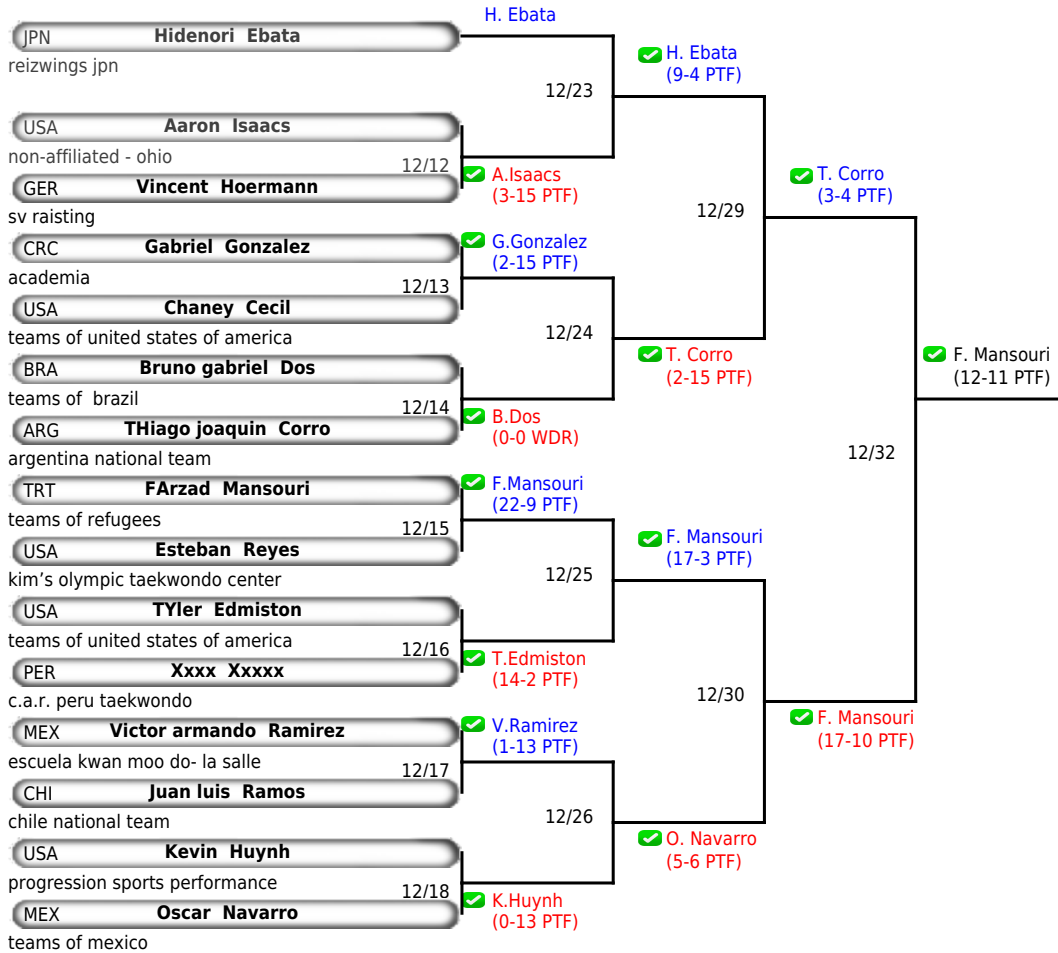 H. Ebata
JPN Hidenori Ebata
reizwings jpn
H. Ebata
(9-4 PTF)
12/23
USA Aaron Isaacs
non-affiliated - ohio
12/12
A.Isaacs
(3-15 PTF)
GER Vincent Hoermann
sv raisting
T. Corro
(3-4 PTF)
12/29
CRC Gabriel Gonzalez
academia
G.Gonzalez
(2-15 PTF)
12/13
USA Chaney Cecil
teams of united states of america
12/24
BRA Bruno gabriel Dos
teams of brazil
T. Corro
(2-15 PTF)
F. Mansouri
(12-11 PTF)
12/14
B.Dos
(0-0 WDR)
ARG THiago joaquin Corro
argentina national team
12/32
TRT FArzad Mansouri
teams of refugees
F.Mansouri
(22-9 PTF)
12/15
USA Esteban Reyes
kim's olympic taekwondo center
F. Mansouri
(17-3 PTF)
12/25
USA TYler Edmiston
teams of united states of america
12/16
T.Edmiston
(14-2 PTF)
PER Xxxx Xxxxx
c.a.r. peru taekwondo
12/30
F. Mansouri
(17-10 PTF)
MEX Victor armando Ramirez
escuela kwan moo do- la salle
V.Ramirez
(1-13 PTF)
12/17
CHI Juan luis Ramos
chile national team
12/26
USA Kevin Huynh
progression sports performance
O. Navarro
(5-6 PTF)
12/18
K.Huynh
(0-13 PTF)
MEX Oscar Navarro
teams of mexico